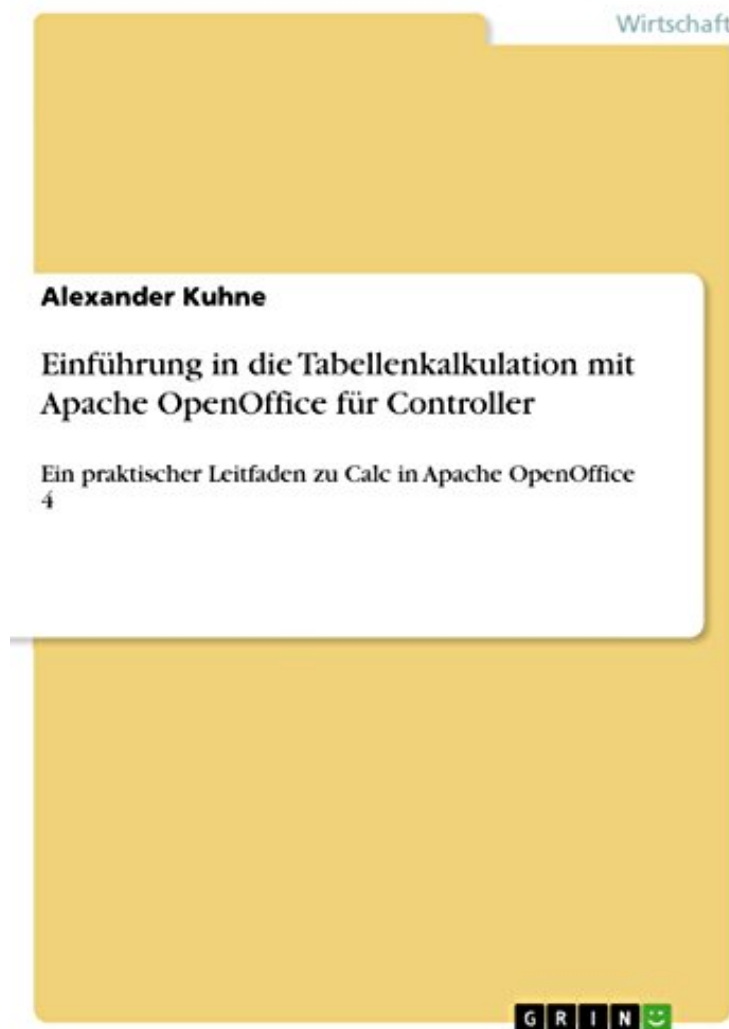 Wirtschaft
Alexander Kuhne
Einführung in die Tabellenkalkulation mit
Apache OpenOffice für Controller
Ein praktischer Leitfaden zu Calc in Apache OpenOffice
4
GRIN